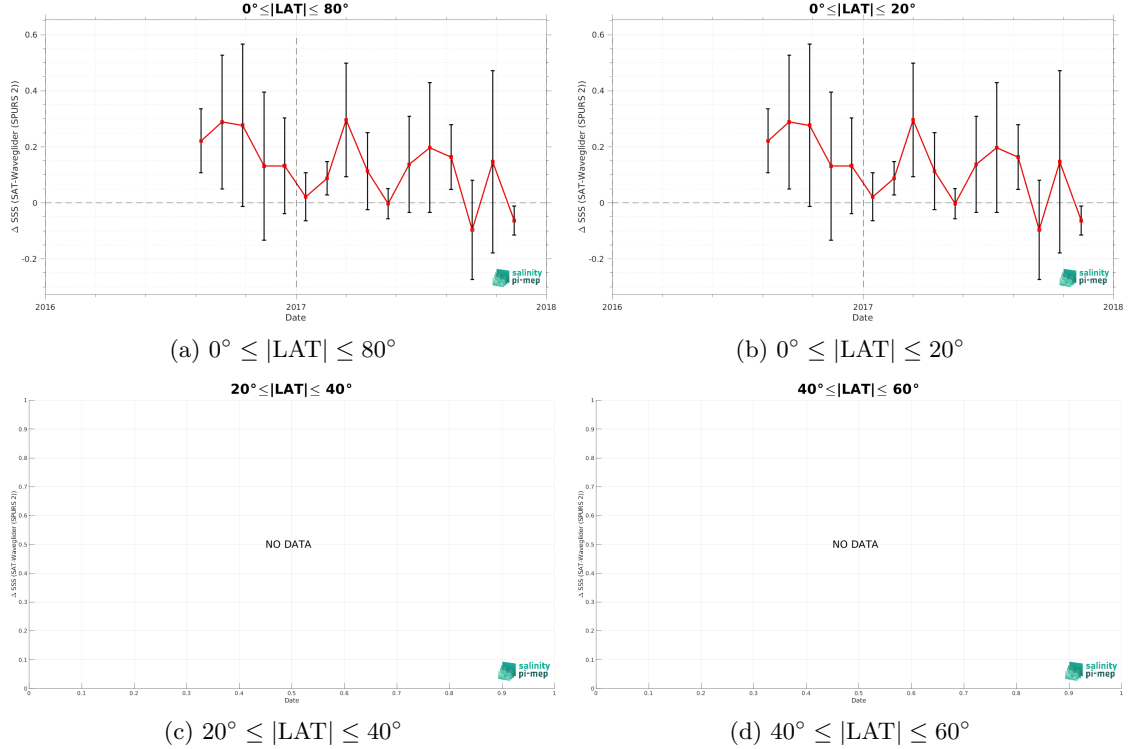 0°≤|LAT|≤ 80°
0.6
0.4
0.2
0
-0.2
Δ SSS (SAT-Waveglider (SPURS 2))
2016
2017
2018
Date
salinity
pi-mep
(a) 0° ≤ |LAT| ≤ 80°
0°≤|LAT|≤ 20°
0.6
0.4
0.2
0
-0.2
Δ SSS (SAT-Waveglider (SPURS 2))
2016
2017
2018
Date
salinity
pi-mep
(b) 0° ≤ |LAT| ≤ 20°
20°≤|LAT|≤ 40°
1
0.9
0.8
0.7
0.6
0.5
0.4
0.3
0.2
0.1
0
Δ SSS (SAT-Waveglider (SPURS 2))
NO DATA
0
0.1
0.2
0.3
0.4
0.5
0.6
0.7
0.8
0.9
1
Date
salinity
pi-mep
(c) 20° ≤ |LAT| ≤ 40°
40°≤|LAT|≤ 60°
1
0.9
0.8
0.7
0.6
0.5
0.4
0.3
0.2
0.1
0
Δ SSS (SAT-Waveglider (SPURS 2))
NO DATA
0
0.1
0.2
0.3
0.4
0.5
0.6
0.7
0.8
0.9
1
Date
salinity
pi-mep
(d) 40° ≤ |LAT| ≤ 60°